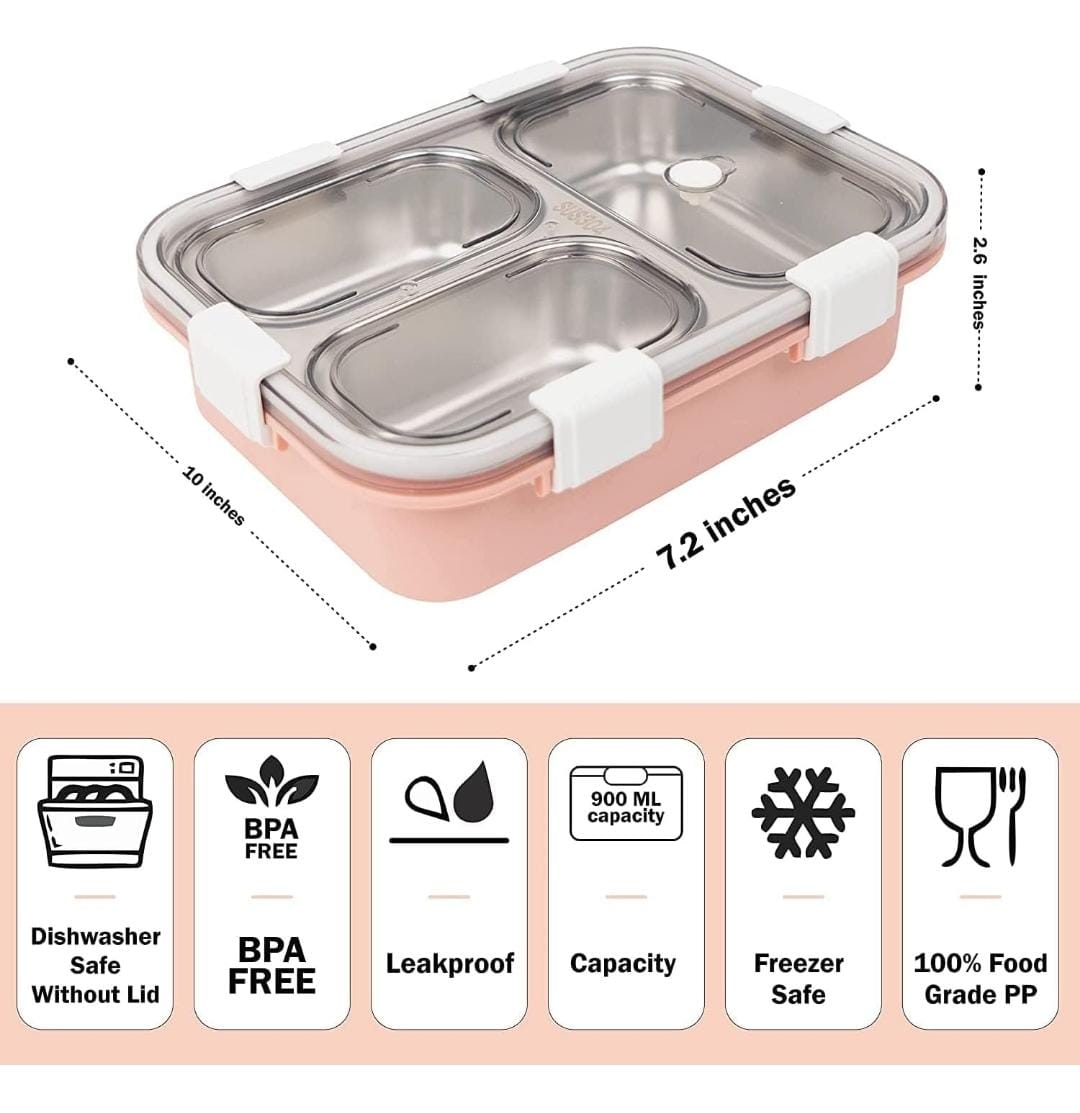 SUS304
2.6 inches
10 inches
7.2 inches
BPA
FREE
900 ML
capacity
Dishwasher
Safe
Without Lid
BPA
FREE
Leakproof
Capacity
Freezer
Safe
100% Food
Grade PP